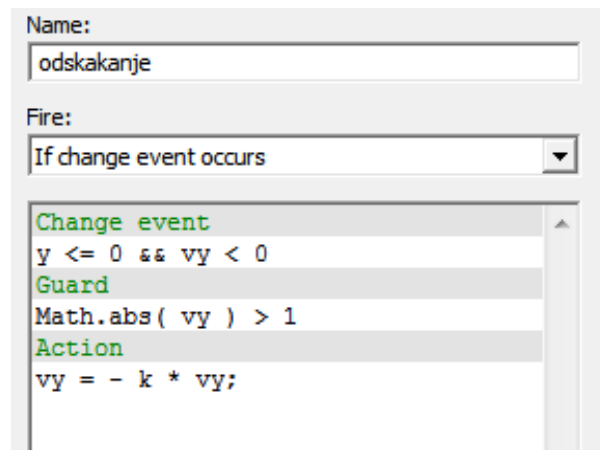 Name:
odskakanje
Fire:
If change event occurs
Change event
y <= 0 && vy < 0
Guard
Math.abs( vy ) > 1
Action
vy = - k * vy;